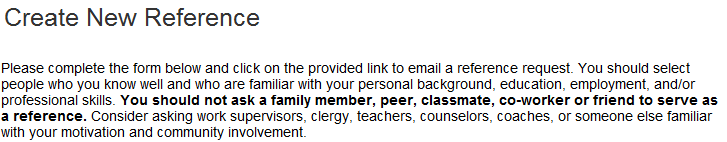 Create New Reference
Please complete the form below and click on the provided link to email a reference request. You should select
people who you know well and who are familiar with your personal background, education, employment, and/or
professional skills. You should not ask a family member, peer, classmate, co-worker or friend to serve as
a reference. Consider asking work supervisors, clergy, teachers, counselors, coaches, or someone else familiar
with your motivation and community involvement.